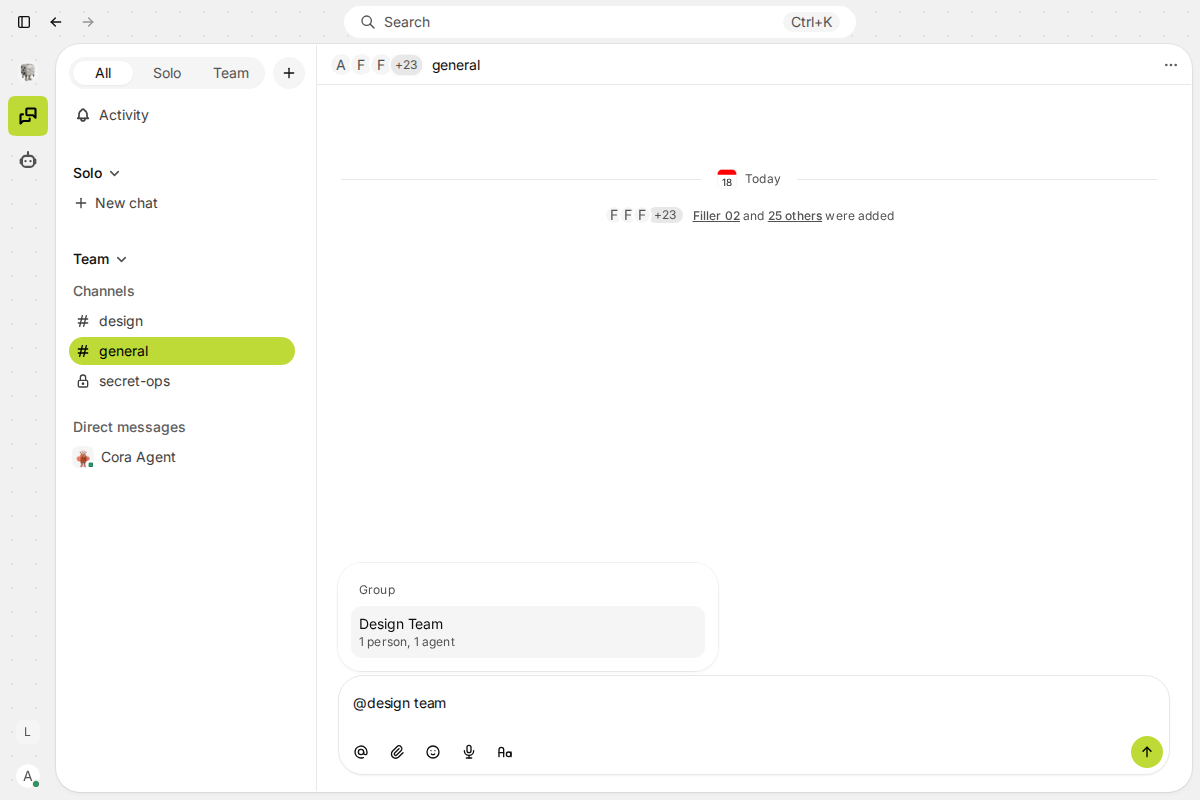 Search
Ctrl+K
All
Solo
Team
Activity
Solo
New chat
Team
Channels
# design
# general
secret-ops
Direct messages
Cora Agent
L
A
A F F +23 general
18 Today
F F F +23 Filler 02 and 25 others were added
Group
Design Team
1 person, 1 agent
@design team
Aa